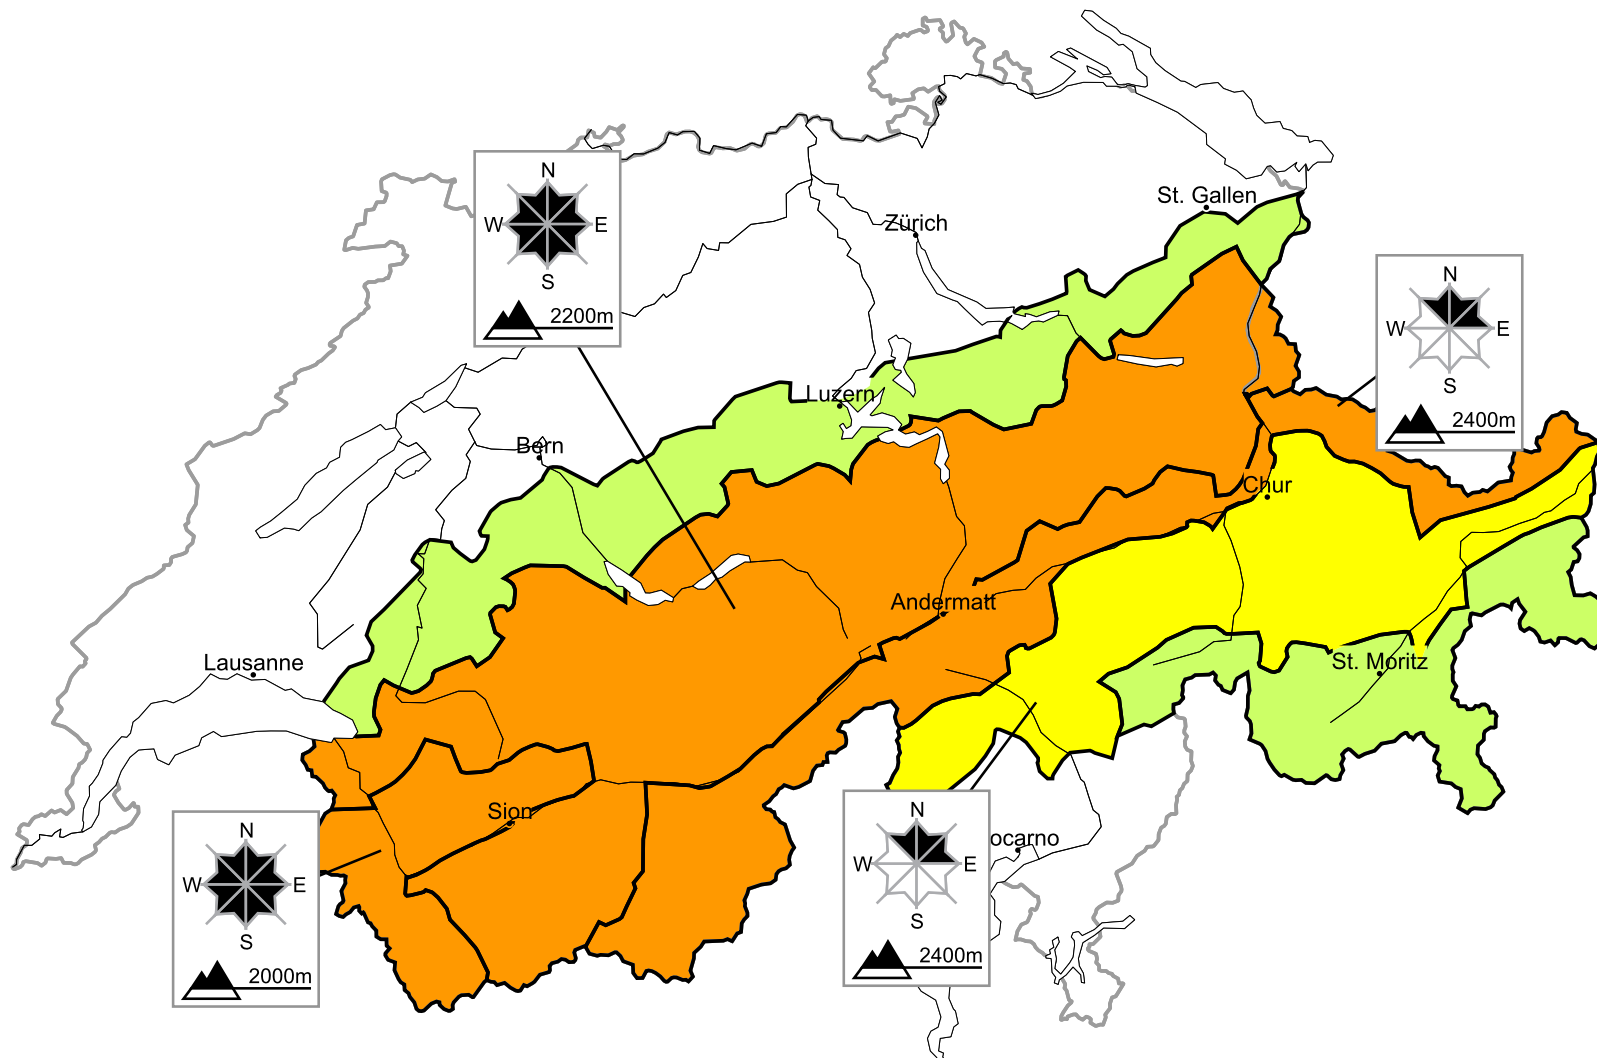 N
W E
S
2200m
St. Gallen
Zürich
N
W E
S
2400m
Luzern
Bern
Chur
Andermatt
Lausanne
St. Moritz
Sion
N
W E
S
2000m
N
W E
S
2400m
ocarno